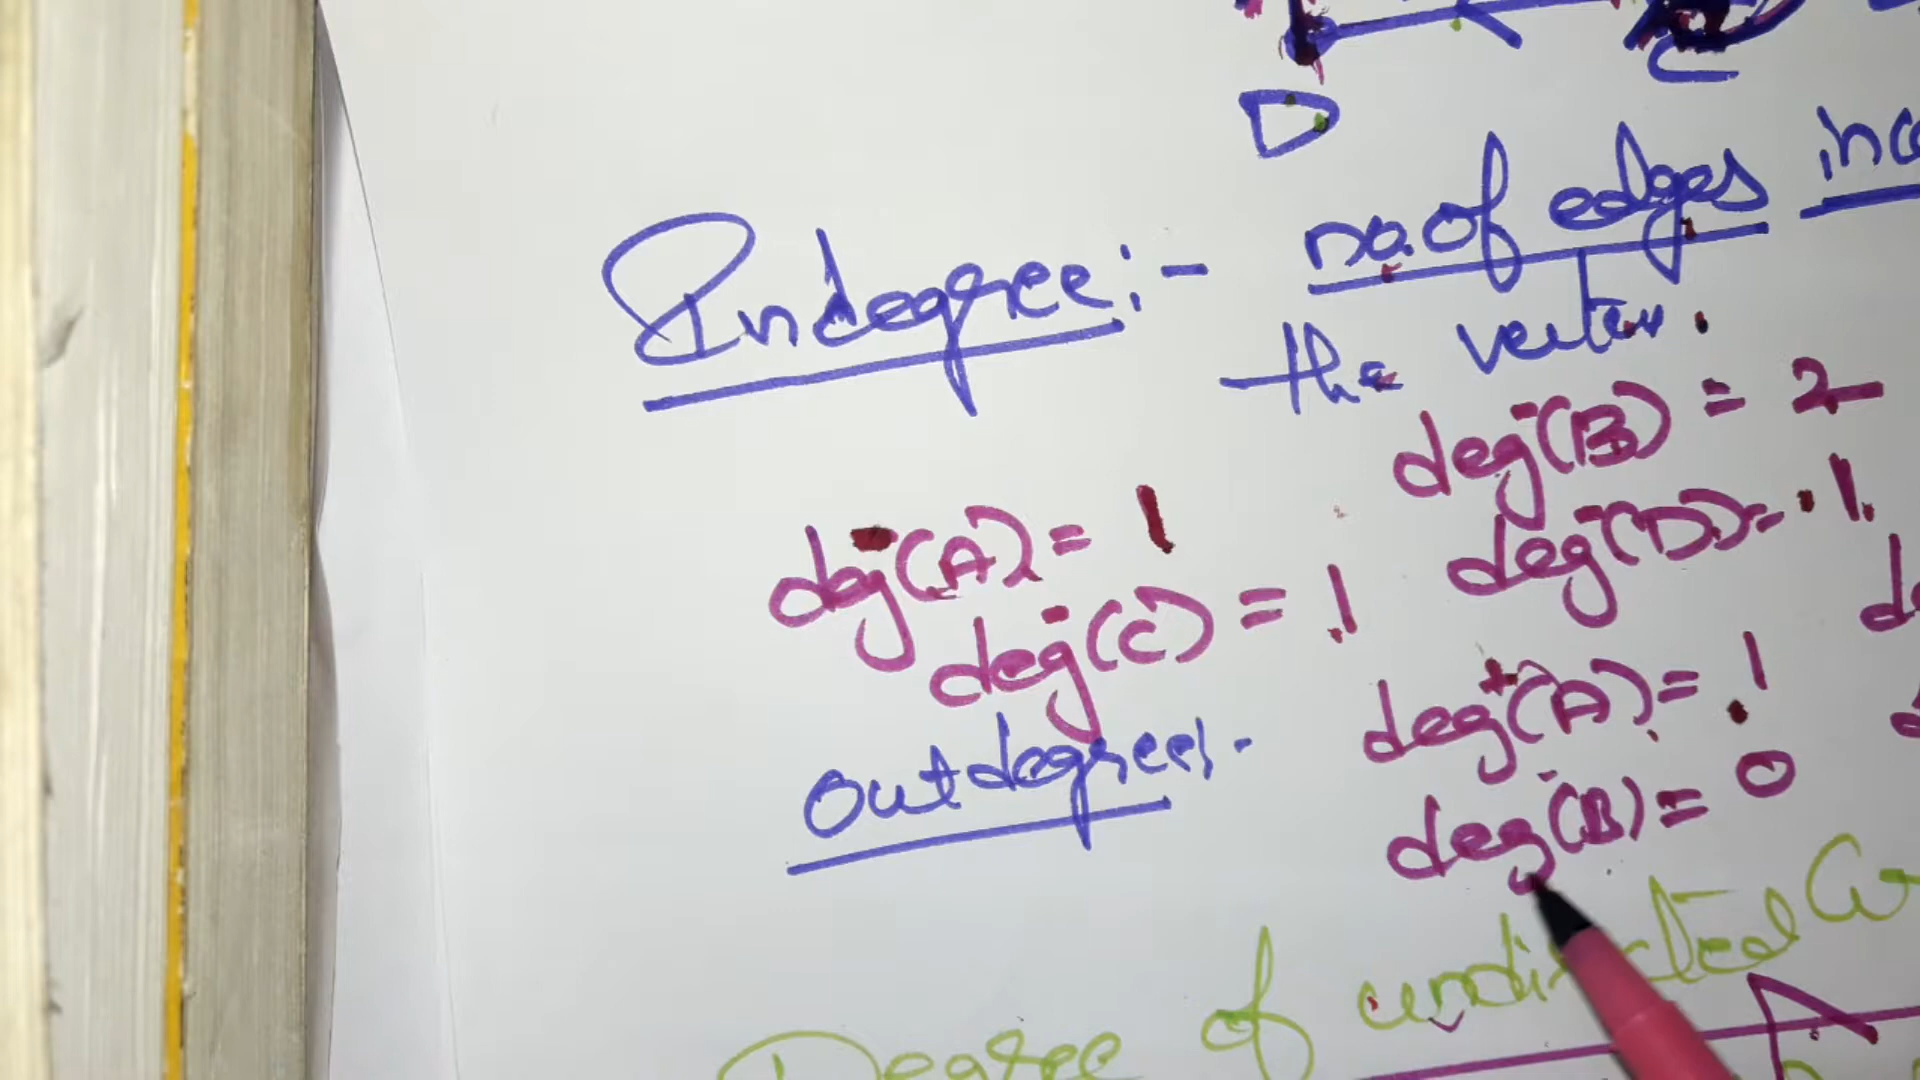 C
D
Indegree:- no.of edges inc
the vertex.
deg⁻(B) = 2
deg⁻(A) = 1
deg⁻(D) = 1.
deg⁻(C) = 1
deg⁺(A) = 1
outdegree:-
deg⁻(B) = 0
Degree of undirected Gr